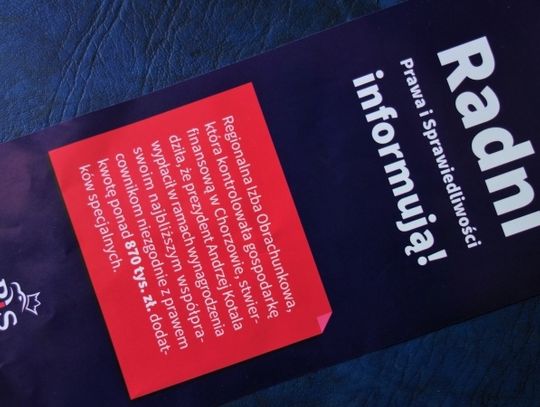 Radni
Prawa i Sprawiedliwości
informują!
Regionalna Izba Obrachunkowa,
która kontrolowała gospodarkę
finansową w Chorzowie, stwier-
dziła, że prezydent Andrzej Kotala
wypłacił w ramach wynagrodzenia
swoim najbliższym współpra-
cownikom niezgodnie z prawem
kwotę ponad 870 tys. zł. dodat-
ków specjalnych.
PiS